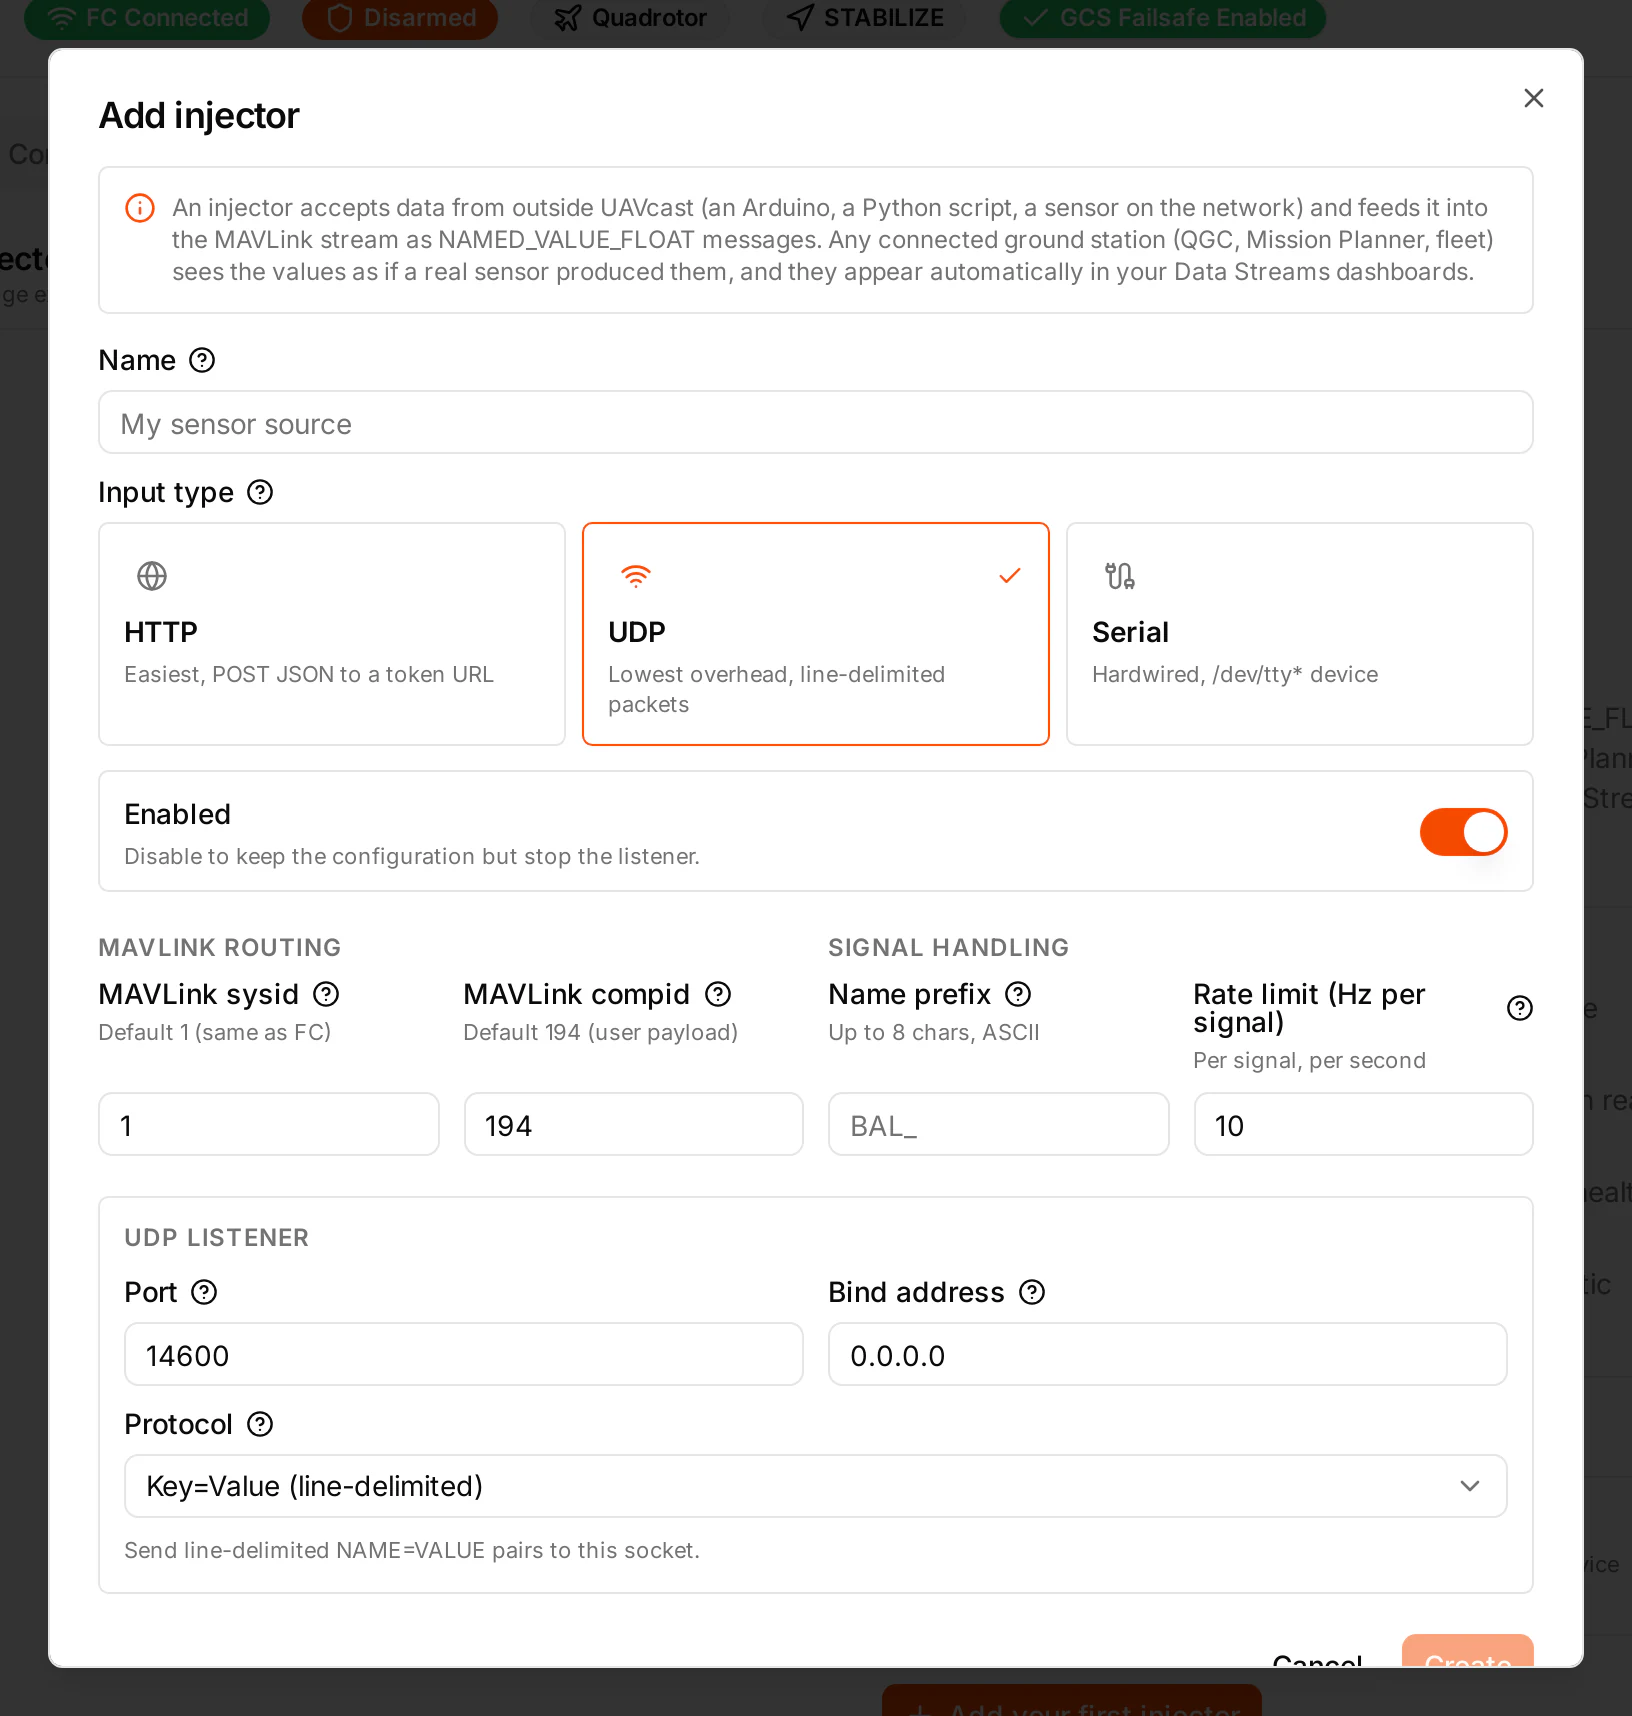 FC Connected
Disarmed
Quadrotor
STABILIZE
GCS Failsafe Enabled
Add injector
An injector accepts data from outside UAVcast (an Arduino, a Python script, a sensor on the network) and feeds it into
the MAVLink stream as NAMED_VALUE_FLOAT messages. Any connected ground station (QGC, Mission Planner, fleet)
sees the values as if a real sensor produced them, and they appear automatically in your Data Streams dashboards.
Name
My sensor source
Input type
HTTP
Easiest, POST JSON to a token URL
UDP
Lowest overhead, line-delimited
packets
Serial
Hardwired, /dev/tty* device
Enabled
Disable to keep the configuration but stop the listener.
MAVLINK ROUTING
SIGNAL HANDLING
MAVLink sysid
Default 1 (same as FC)
1
MAVLink compid
Default 194 (user payload)
194
Name prefix
Up to 8 chars, ASCII
BAL_
Rate limit (Hz per
signal)
Per signal, per second
10
UDP LISTENER
Port
14600
Bind address
0.0.0.0
Protocol
Key=Value (line-delimited)
Send line-delimited NAME=VALUE pairs to this socket.
Cancel
Create
Add your first injector